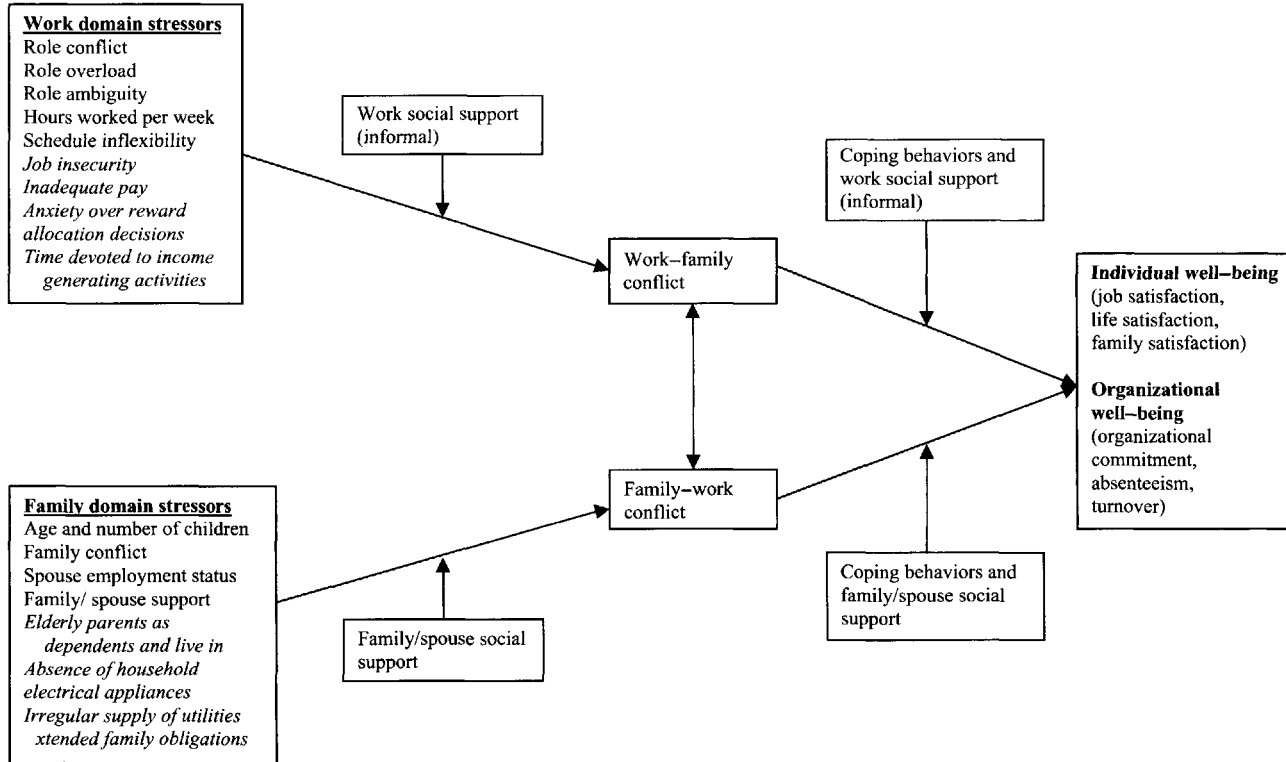 Work domain stressors
Role conflict
Role overload
Role ambiguity
Hours worked per week
Schedule inflexibility
Job insecurity
Inadequate pay
Anxiety over reward
allocation decisions
Time devoted to income
generating activities
Work social support
(informal)
Coping behaviors and
work social support
(informal)
Work–family
conflict
Individual well–being
(job satisfaction,
life satisfaction,
family satisfaction)
Organizational
well–being
(organizational
commitment,
absenteeism,
turnover)
Family–work
conflict
Family domain stressors
Age and number of children
Family conflict
Spouse employment status
Family/ spouse support
Elderly parents as
dependents and live in
Absence of household
electrical appliances
Irregular supply of utilities
xtended family obligations
Family/spouse social
support
Coping behaviors and
family/spouse social
support